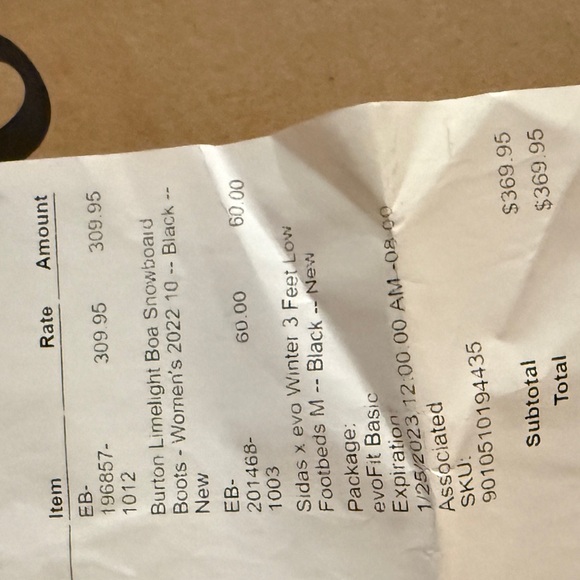 Item Rate Amount
EB-
196857-
1012 309.95 309.95
Burton Limelight Boa Snowboard
Boots - Women's 2022 10 -- Black --
New
EB-
201468-
1003 60.00 60.00
Sidas x evo Winter 3 Feet Low
Footbeds M -- Black -- New
Package:
evoFit Basic
Expiration
1/25/2023 12:00:00 AM -08:00
Associated
SKU:
9010510194435
Subtotal $369.95
Total $369.95